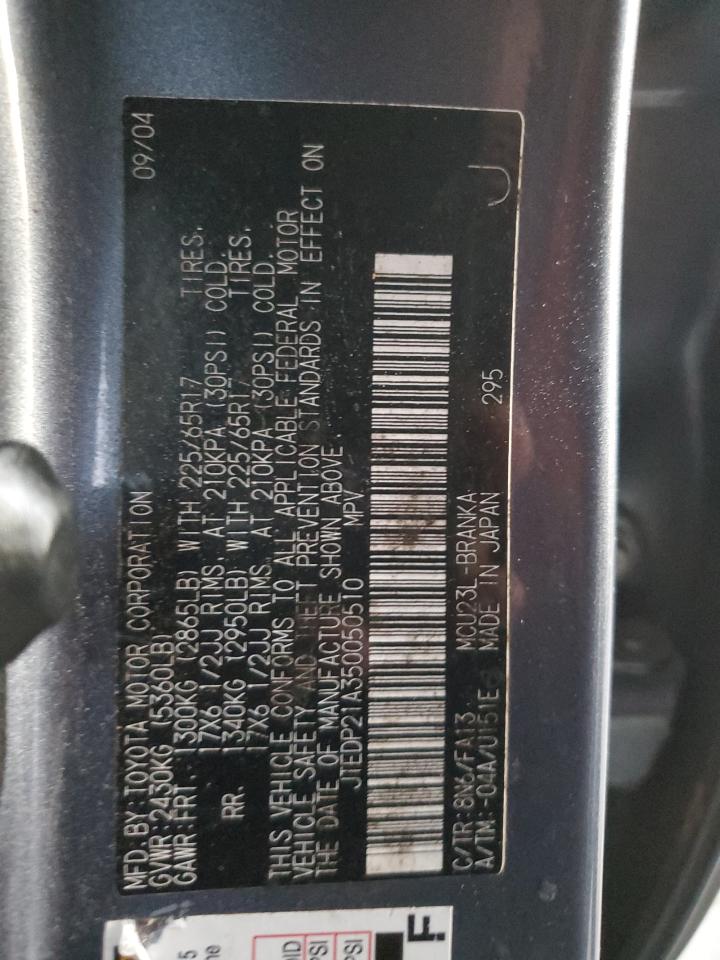 MFD. BY: TOYOTA MOTOR CORPORATION 09/04
GVWR: 2430KG (5360LB)
GAWR: FRT. 1300KG (2865LB) WITH 225/65R17 TIRES,
17X6 1/2JJ RIMS, AT 210KPA (30PSI) COLD.
RR. 1340KG (2950LB) WITH 225/65R17 TIRES,
17X6 1/2JJ RIMS, AT 210KPA (30PSI) COLD.
THIS VEHICLE CONFORMS TO ALL APPLICABLE FEDERAL MOTOR
VEHICLE SAFETY AND THEFT PREVENTION STANDARDS IN EFFECT ON
THE DATE OF MANUFACTURE SHOWN ABOVE.
JTEDP21A350050510 MPV
C/TR: 8N6/FA13 MCU23L-BRANKA
A/TM: -04A/U151E MADE IN JAPAN 295
J
F
PSI
PSI